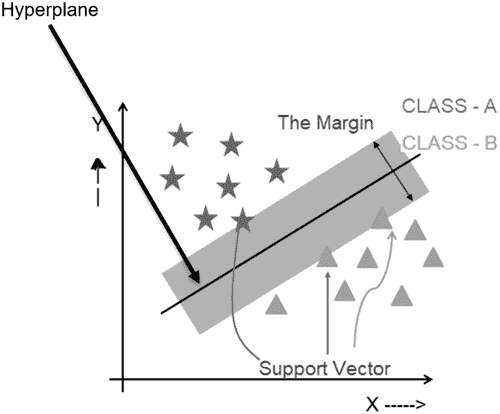 Hyperplane
CLASS - A
Y
The Margin
CLASS - B
Support Vector
X ----->